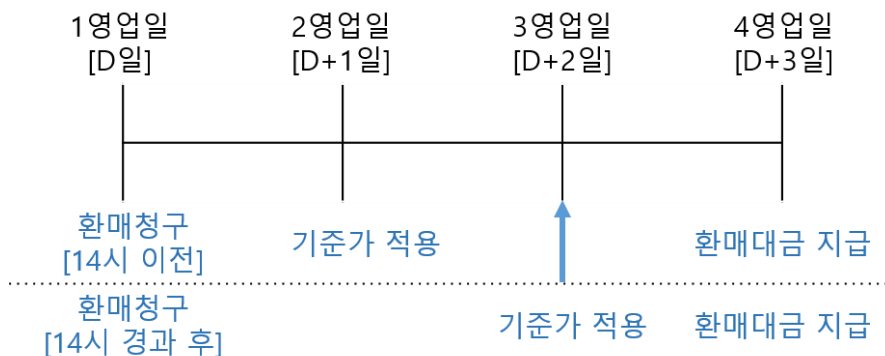 1영업일 2영업일 3영업일 4영업일
[D일] [D+1일] [D+2일] [D+3일]
환매청구
[14시 이전]
기준가 적용
환매대금 지급
환매청구
[14시 경과 후]
기준가 적용
환매대금 지급